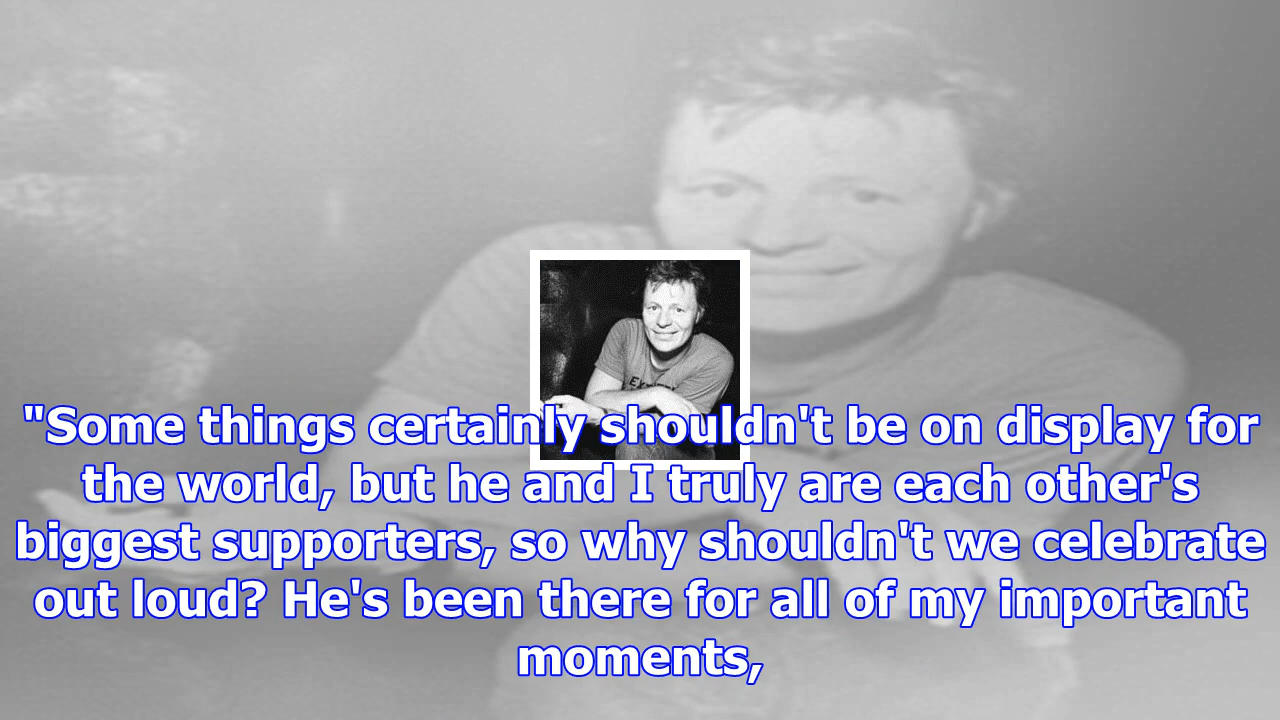 "Some things certainly shouldn't be on display for
the world, but he and I truly are each other's
biggest supporters, so why shouldn't we celebrate
out loud? He's been there for all of my important
moments,